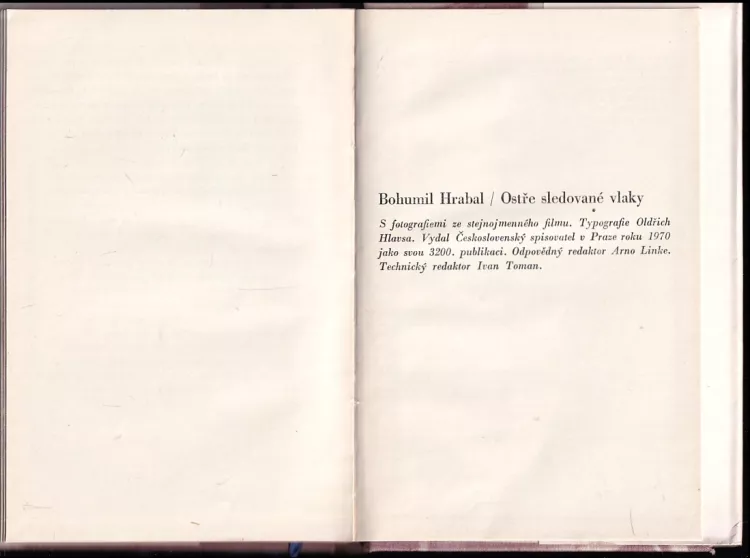 Bohumil Hrabal / Ostře sledované vlaky
*
S fotografiemi ze stejnojmenného filmu. Typografie Oldřich
Hlavsa. Vydal Československý spisovatel v Praze roku 1970
jako svou 3200. publikaci. Odpovědný redaktor Arno Linke.
Technický redaktor Ivan Toman.